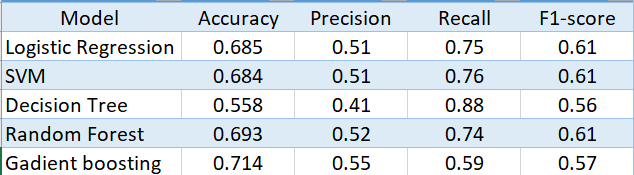 Model Accuracy Precision Recall F1-score
Logistic Regression 0.685 0.51 0.75 0.61
SVM 0.684 0.51 0.76 0.61
Decision Tree 0.558 0.41 0.88 0.56
Random Forest 0.693 0.52 0.74 0.61
Gadient boosting 0.714 0.55 0.59 0.57